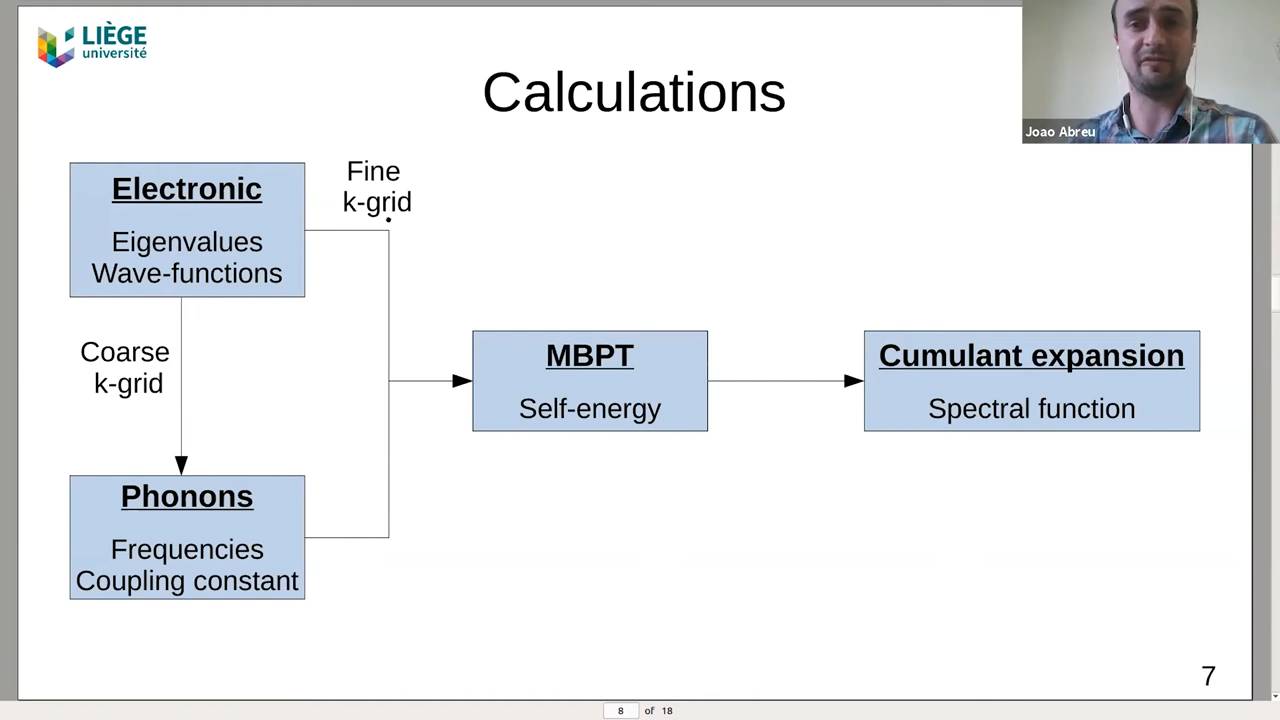 LIÈGE
université
Calculations
Joao Abreu
Electronic
Eigenvalues
Wave-functions
Fine
k-grid
Coarse
k-grid
MBPT
Self-energy
Cumulant expansion
Spectral function
Phonons
Frequencies
Coupling constant
7
8 of 18